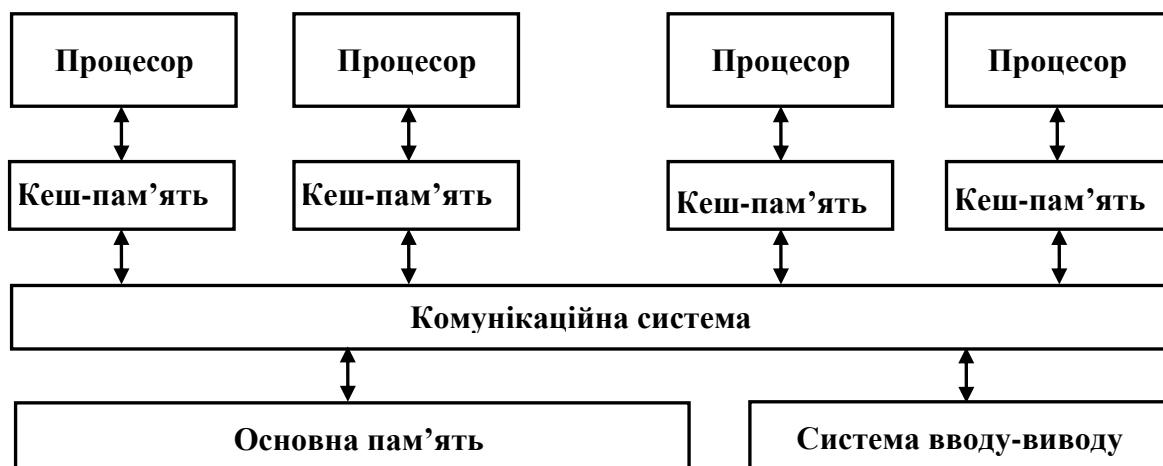 Процесор
Процесор
Процесор
Процесор
Кеш-пам’ять
Кеш-пам’ять
Кеш-пам’ять
Кеш-пам’ять
Комунікаційна система
Основна пам’ять
Система вводу-виводу